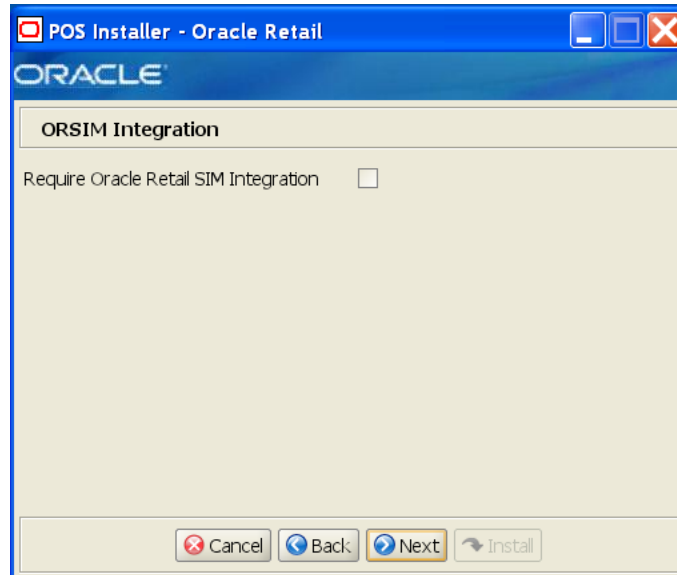 POS Installer - Oracle Retail
ORACLE
ORSIM Integration
Require Oracle Retail SIM Integration
Cancel Back Next Install